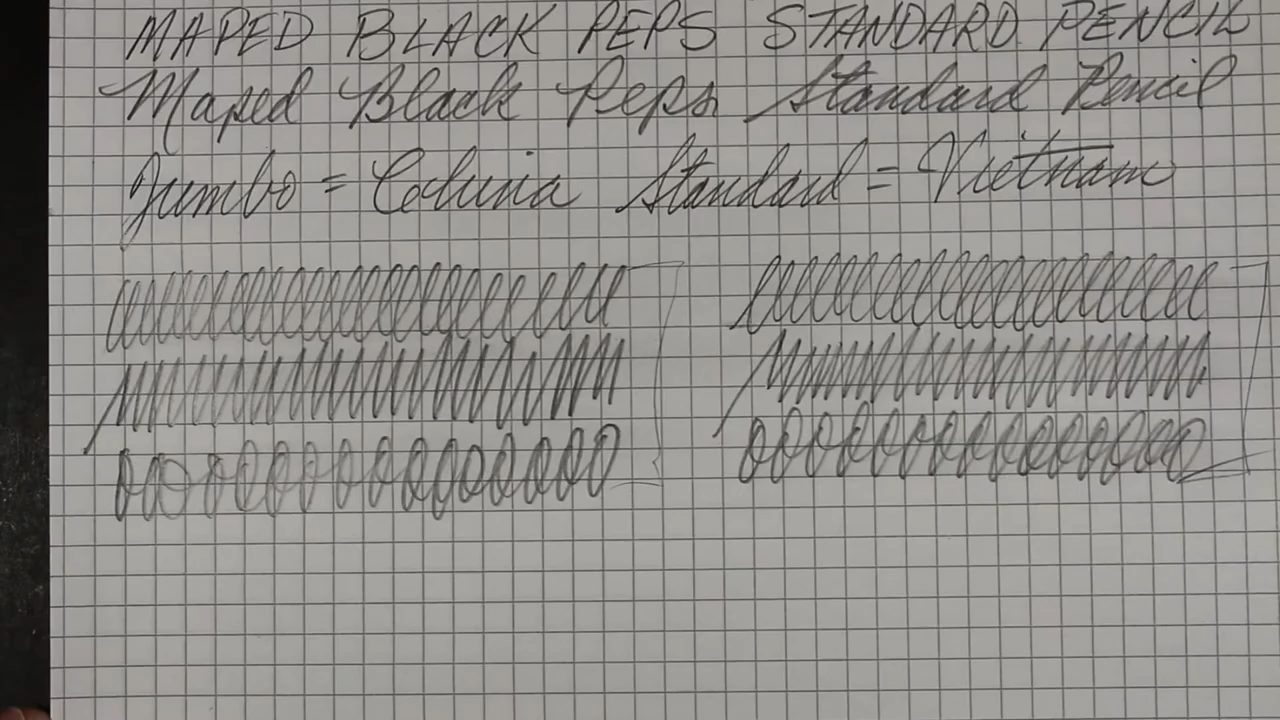 MAPED BLACK PEPS STANDARD PENCIL
Maped Black Peps Standard Pencil
Jumbo = China Standard = Vietnam